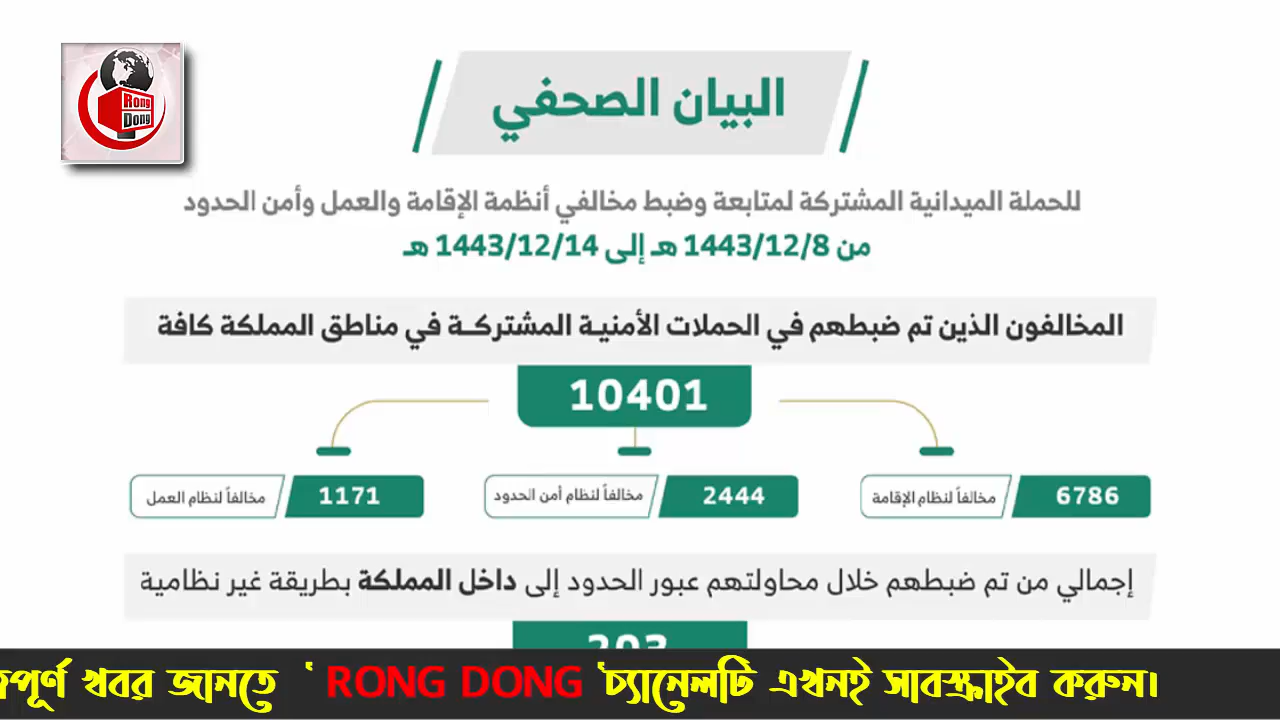 Rong
Dong
البيان الصحفي
للحملة الميدانية المشتركة لمتابعة وضبط مخالفي أنظمة الإقامة والعمل وأمن الحدود
من 1443/12/8 هـ إلى 1443/12/14 هـ
المخالفون الذين تم ضبطهم في الحملات الأمنيـة المشتركـة في مناطق المملكة كافة
10401
6786 مخالفاً لنظام الإقامة
2444 مخالفاً لنظام أمن الحدود
1171 مخالفاً لنظام العمل
إجمالي من تم ضبطهم خلال محاولتهم عبور الحدود إلى داخل المملكة بطريقة غير نظامية
203
খবর জানতে ' RONG DONG 'চ্যানেলটি এখনই সাবস্ক্রাইব করুন।